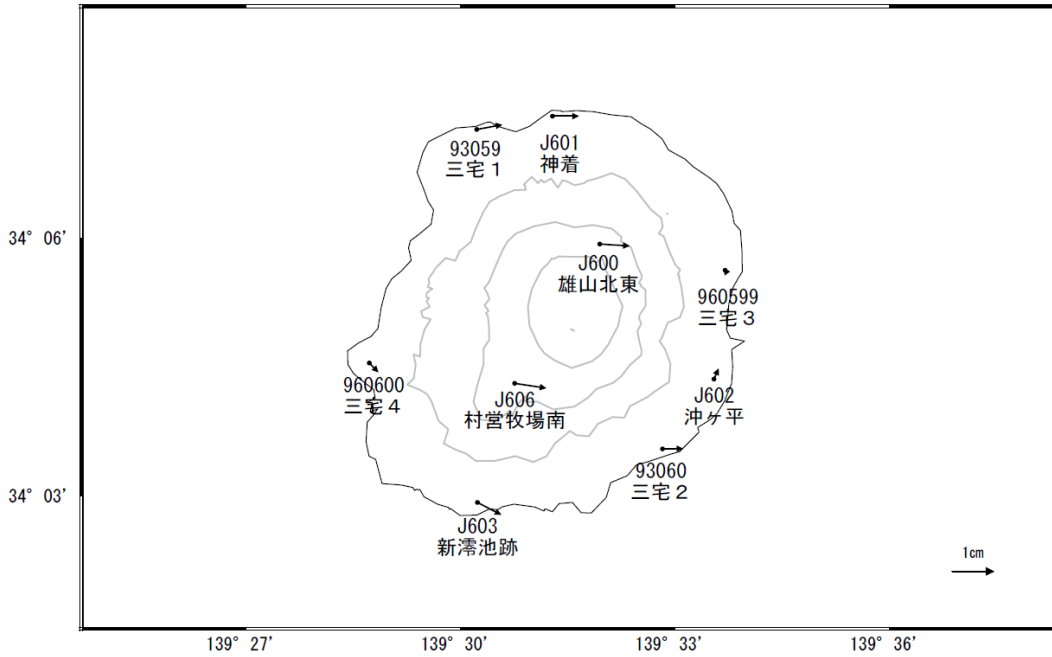 93059
三宅１
J601
神着
34° 06'
J600
雄山北東
960599
三宅３
960600
三宅４
J606
村営牧場南
J602
沖ヶ平
93060
三宅２
34° 03'
J603
新澪池跡
1cm
139° 27'
139° 30'
139° 33'
139° 36'